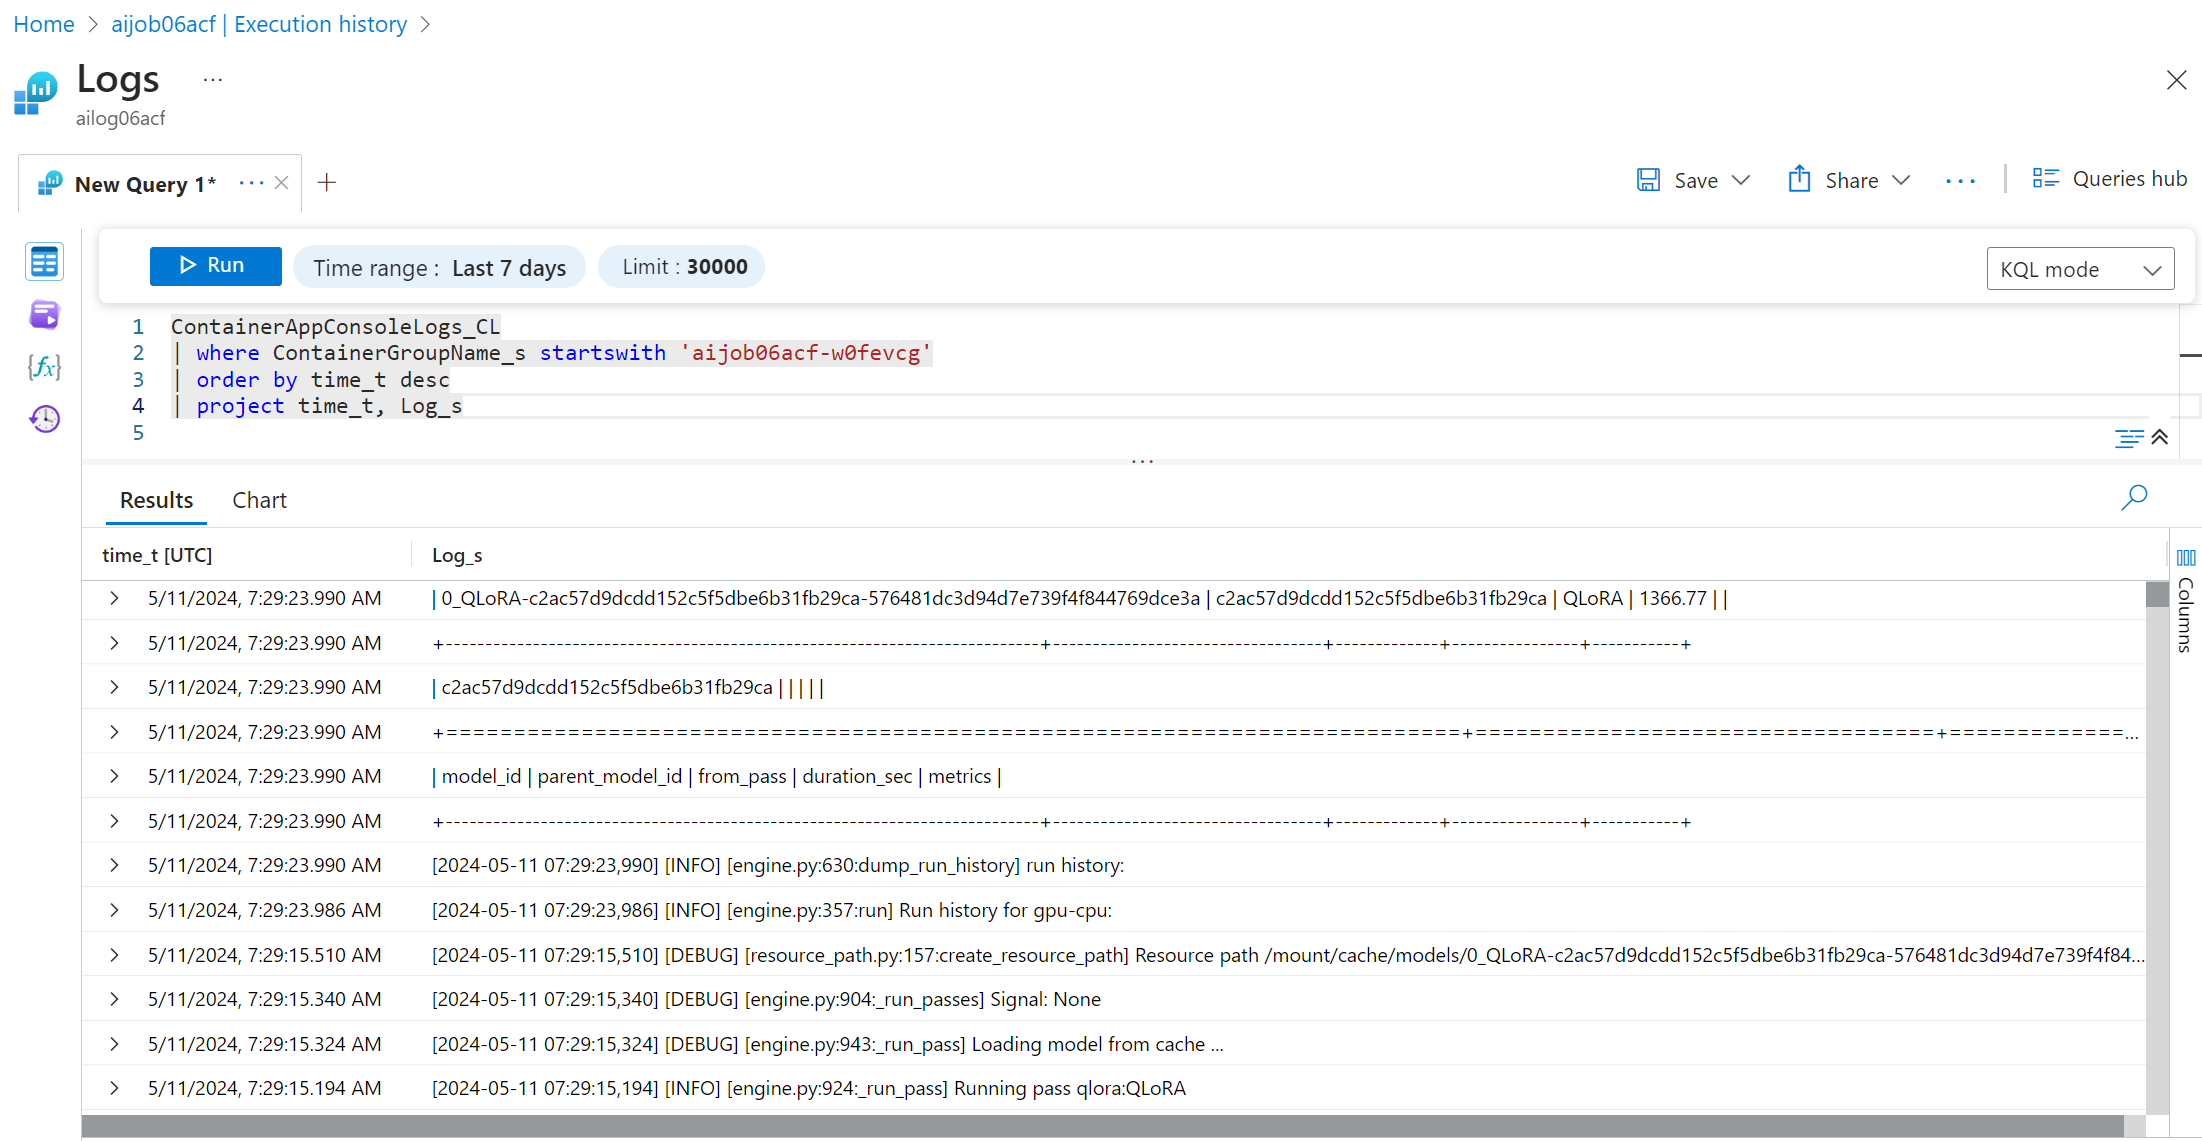 Home > aijob06acf | Execution history >
Logs ...
ailog06acf
New Query 1* ...
Save Share ... | Queries hub
Run Time range : Last 7 days Limit : 30000 KQL mode
1 ContainerAppConsoleLogs_CL
2 | where ContainerGroupName_s startswith 'aijob06acf-w0fevcg'
3 | order by time_t desc
4 | project time_t, Log_s
5
...
Results Chart
time_t [UTC] Log_s
Columns
5/11/2024, 7:29:23.990 AM | 0_QLoRA-c2ac57d9dcdd152c5f5dbe6b31fb29ca-576481dc3d94d7e739f4f844769dce3a | c2ac57d9dcdd152c5f5dbe6b31fb29ca | QLoRA | 1366.77 | |
5/11/2024, 7:29:23.990 AM +---------------------------------------------------------------------------+----------------------------------+-------------+----------------+-----------+
5/11/2024, 7:29:23.990 AM | c2ac57d9dcdd152c5f5dbe6b31fb29ca | | | | |
5/11/2024, 7:29:23.990 AM +===========================================================================+==================================+=============...
5/11/2024, 7:29:23.990 AM | model_id | parent_model_id | from_pass | duration_sec | metrics |
5/11/2024, 7:29:23.990 AM +---------------------------------------------------------------------------+----------------------------------+-------------+----------------+-----------+
5/11/2024, 7:29:23.990 AM [2024-05-11 07:29:23,990] [INFO] [engine.py:630:dump_run_history] run history:
5/11/2024, 7:29:23.986 AM [2024-05-11 07:29:23,986] [INFO] [engine.py:357:run] Run history for gpu-cpu:
5/11/2024, 7:29:15.510 AM [2024-05-11 07:29:15,510] [DEBUG] [resource_path.py:157:create_resource_path] Resource path /mount/cache/models/0_QLoRA-c2ac57d9dcdd152c5f5dbe6b31fb29ca-576481dc3d94d7e739f4f84...
5/11/2024, 7:29:15.340 AM [2024-05-11 07:29:15,340] [DEBUG] [engine.py:904:_run_passes] Signal: None
5/11/2024, 7:29:15.324 AM [2024-05-11 07:29:15,324] [DEBUG] [engine.py:943:_run_pass] Loading model from cache ...
5/11/2024, 7:29:15.194 AM [2024-05-11 07:29:15,194] [INFO] [engine.py:924:_run_pass] Running pass qlora:QLoRA